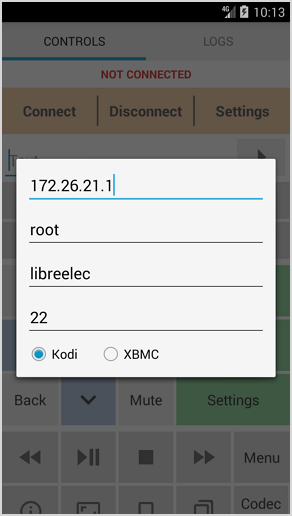 4G 10:13
CONTROLS LOGS
NOT CONNECTED
Connect Disconnect Settings
172.26.21.1
root
libreelec
22
Kodi XBMC
Back Mute Settings
Menu
Codec